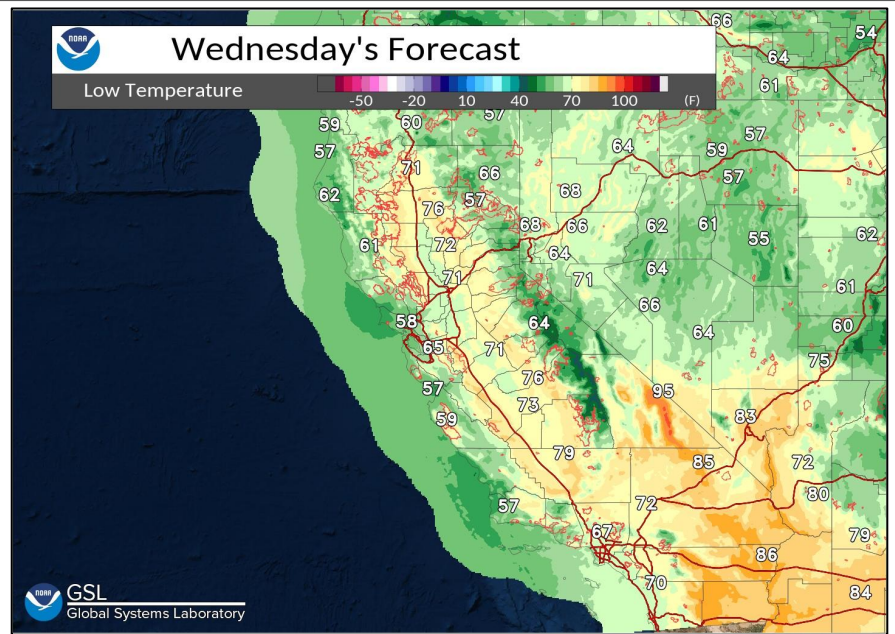 NOAA
Wednesday's Forecast
Low Temperature
-50 -20 10 40 70 100 (F)
66
54
64
61
59 60 57
57
64 59 57
71 66 57
62 76 57 68
61 72 68 66 62 61 55 62
71 64 64
71 61
58 64 66 60
65 71 64 75
57 76 95
59 73 83
79 85 72
57 72 80
67 79
86
70 84
NOAA
GSL
Global Systems Laboratory